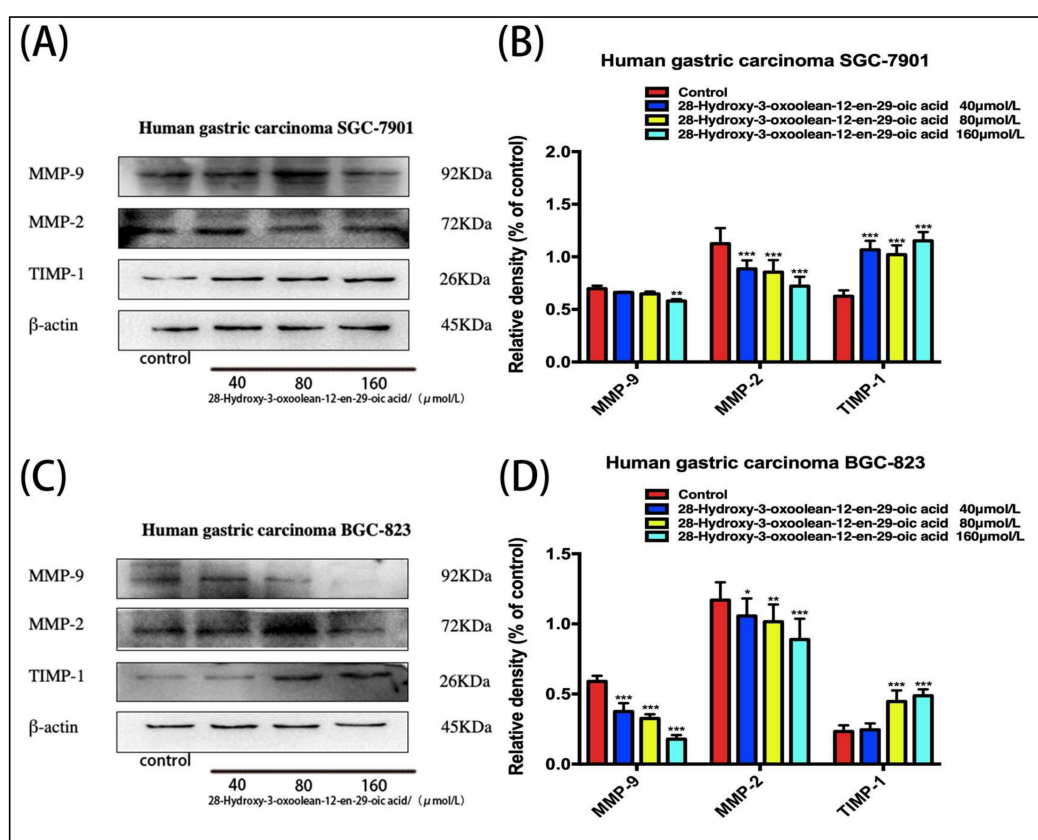 (A)
Human gastric carcinoma SGC-7901
MMP-9 92KDa
MMP-2 72KDa
TIMP-1 26KDa
β-actin 45KDa
control
40 80 160
28-Hydroxy-3-oxoolean-12-en-29-oic acid/ (μmol/L)
(B)
Human gastric carcinoma SGC-7901
Control
28-Hydroxy-3-oxoolean-12-en-29-oic acid 40μmol/L
28-Hydroxy-3-oxoolean-12-en-29-oic acid 80μmol/L
28-Hydroxy-3-oxoolean-12-en-29-oic acid 160μmol/L
Relative density (% of control)
2.0
1.5
1.0
0.5
0.0
** *** *** *** *** *** ***
MMP-9 MMP-2 TIMP-1
(C)
Human gastric carcinoma BGC-823
MMP-9 92KDa
MMP-2 72KDa
TIMP-1 26KDa
β-actin 45KDa
control
40 80 160
28-Hydroxy-3-oxoolean-12-en-29-oic acid/ (μmol/L)
(D)
Human gastric carcinoma BGC-823
Control
28-Hydroxy-3-oxoolean-12-en-29-oic acid 40μmol/L
28-Hydroxy-3-oxoolean-12-en-29-oic acid 80μmol/L
28-Hydroxy-3-oxoolean-12-en-29-oic acid 160μmol/L
Relative density (% of control)
1.5
1.0
0.5
0.0
*** *** *** * ** *** *** ***
MMP-9 MMP-2 TIMP-1